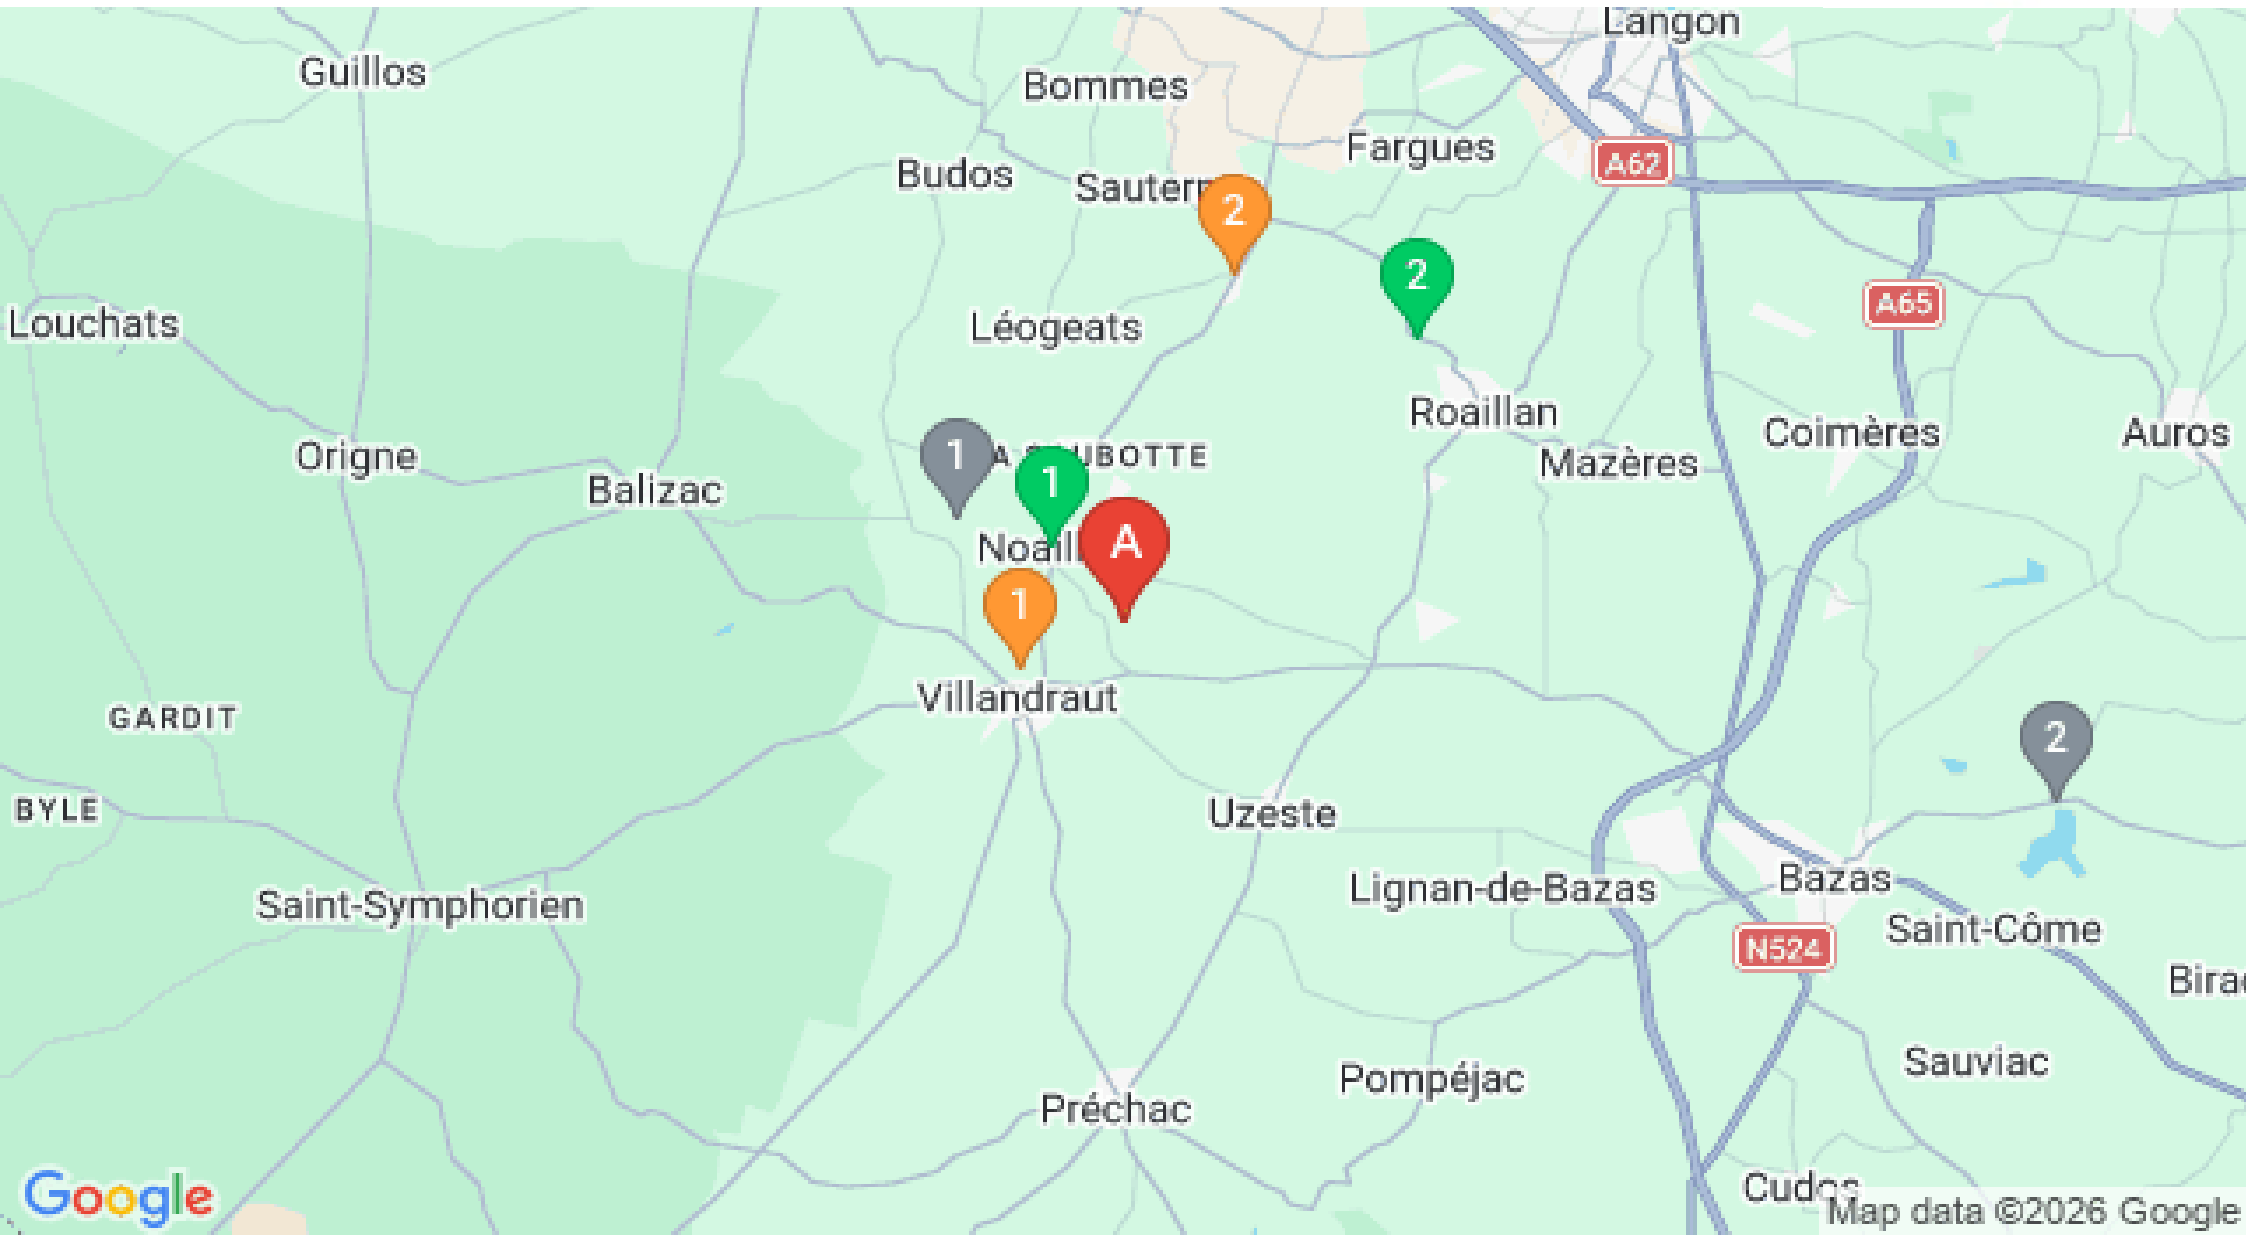 Langon
Guillos
Bommes
Fargues
A62
Budos
2
2
A65
Louchats
Léogeats
Roaillan
Coimères
Auros
Origne
1
1
Mazères
Balizac
A
1
Villandraut
GARDIT
2
BYLE
Uzeste
Bazas
Lignan-de-Bazas
Saint-Symphorien
Saint-Côme
N524
Sauviac
Pompéjac
Préchac
Google
Map data ©2026 Google